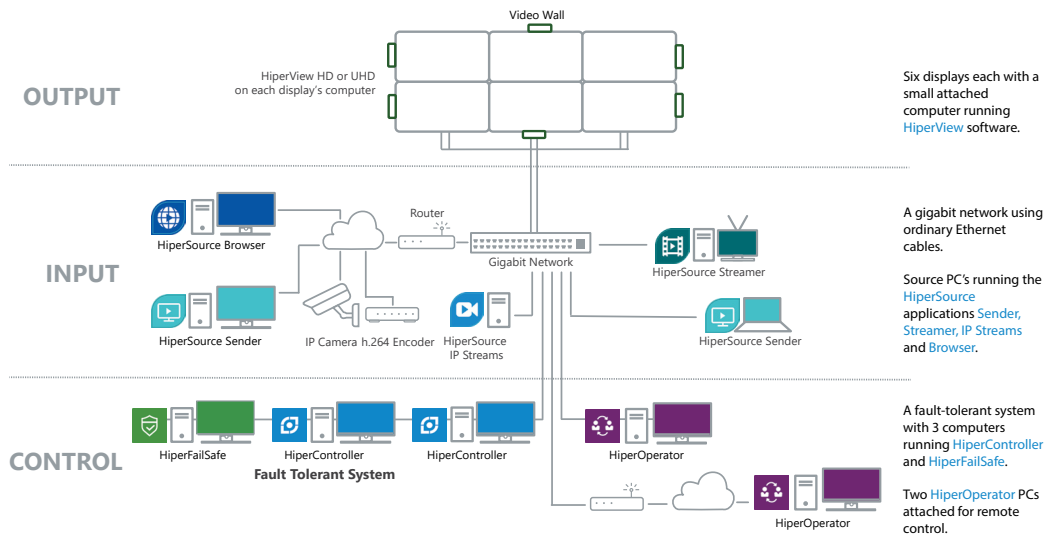 Video Wall
HiperView HD or UHD
on each display's computer
OUTPUT
Six displays each with a
small attached
computer running
HiperView software.
HiperSource Browser
Router
Gigabit Network
HiperSource Streamer
INPUT
HiperSource Sender
IP Camera
h.264 Encoder
HiperSource
IP Streams
HiperSource Sender
A gigabit network using
ordinary Ethernet
cables.
Source PC's running the
HiperSource
applications Sender,
Streamer, IP Streams
and Browser.
CONTROL
HiperFailSafe
HiperController
HiperController
HiperOperator
Fault Tolerant System
HiperOperator
A fault-tolerant system
with 3 computers
running HiperController
and HiperFailSafe.
Two HiperOperator PCs
attached for remote
control.